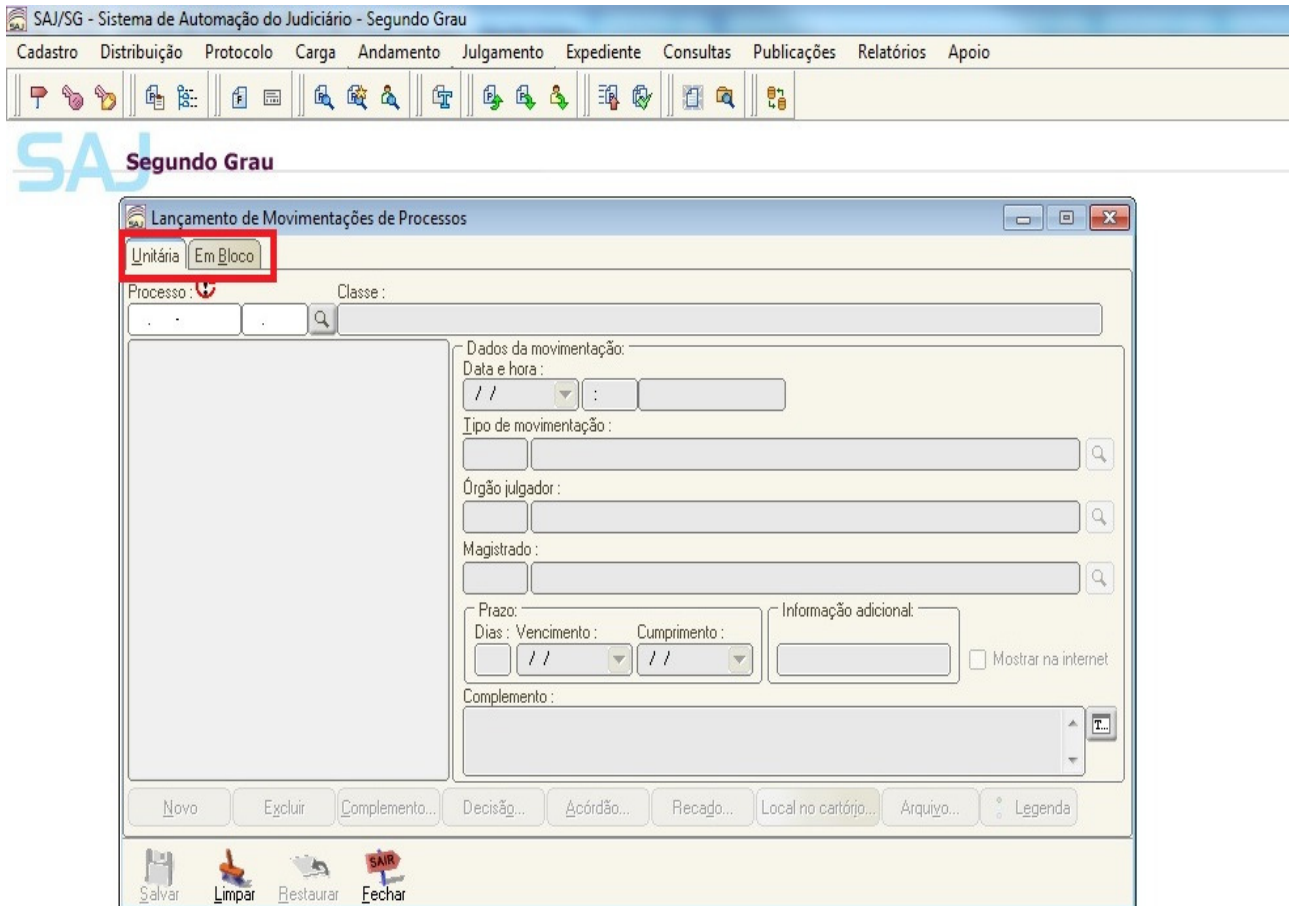 SAJ/SG - Sistema de Automação do Judiciário - Segundo Grau
Cadastro Distribuição Protocolo Carga Andamento Julgamento Expediente Consultas Publicações Relatórios Apoio
SAJ
Segundo Grau
Lançamento de Movimentações de Processos
Unitária Em Bloco
Processo : Classe :
. - .
Dados da movimentação:
Data e hora :
/ / :
Tipo de movimentação :
Órgão julgador :
Magistrado :
Prazo: Informação adicional:
Dias : Vencimento : Cumprimento :
/ / / / Mostrar na internet
Complemento :
T...
Novo Excluir Complemento... Decisão... Acórdão... Recado... Local no cartório... Arquivo... Legenda
SAIR
Salvar Limpar Restaurar Fechar